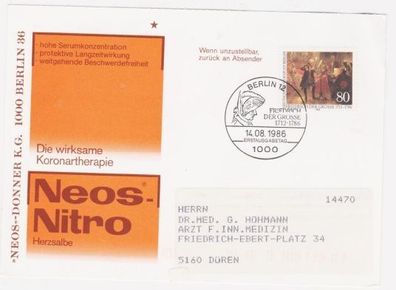 · hohe Serumkonzentration
· protektive Langzeitwirkung
· weitgehende Beschwerdefreiheit
Die wirksame
Koronartherapie
Neos®-
Nitro
Herzsalbe
*NEOS--DONNER K.G. 1000 BERLIN 36
Wenn unzustellbar,
zurück an Absender
BERLIN 12
FRIEDRICH
DER GROSSE
1712-1786
14.08.1986
ERSTAUSGABETAG
1000
80
14470
HERRN
DR.MED. G. HOHMANN
ARZT F.INN.MEDIZIN
FRIEDRICH-EBERT-PLATZ 34
5160 DÜREN